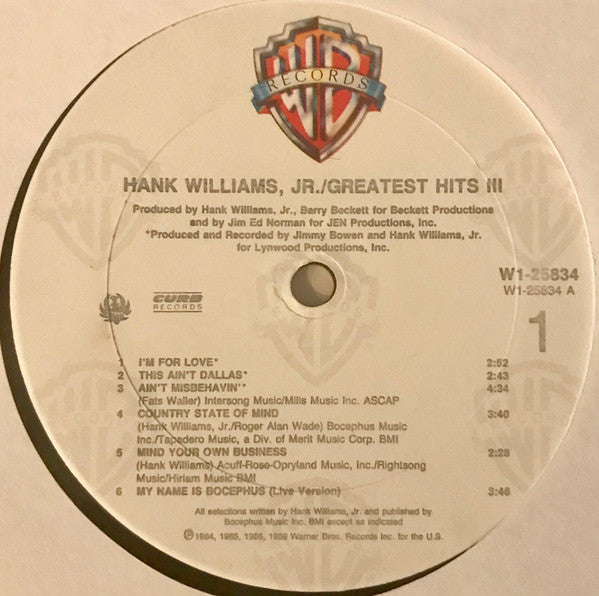 WB
RECORDS
HANK WILLIAMS, JR./GREATEST HITS III
Produced by Hank Williams, Jr., Barry Beckett for Beckett Productions
and by Jim Ed Norman for JEN Productions, Inc.
*Produced and Recorded by Jimmy Bowen and Hank Williams, Jr.
for Lynwood Productions, Inc.
W1-25834
W1-25834 A
CURB
RECORDS
1
1 I'M FOR LOVE* 2:52
2 THIS AIN'T DALLAS* 2:43
3 AIN'T MISBEHAVIN'* 4:34
(Fats Waller) Intersong Music/Mills Music Inc. ASCAP
4 COUNTRY STATE OF MIND 3:40
(Hank Williams, Jr./Roger Alan Wade) Bocephus Music
Inc./Tapadero Music, a Div. of Merit Music Corp. BMI
5 MIND YOUR OWN BUSINESS 2:28
(Hank Williams) Acuff-Rose-Opryland Music, Inc./Rightsong
Music/Hiriam Music BMI
6 MY NAME IS BOCEPHUS (Live Version) 3:46
All selections written by Hank Williams, Jr. and published by
Bocephus Music Inc. BMI except as indicated
℗1984, 1985, 1986, 1989 Warner Bros. Records Inc. for the U.S.